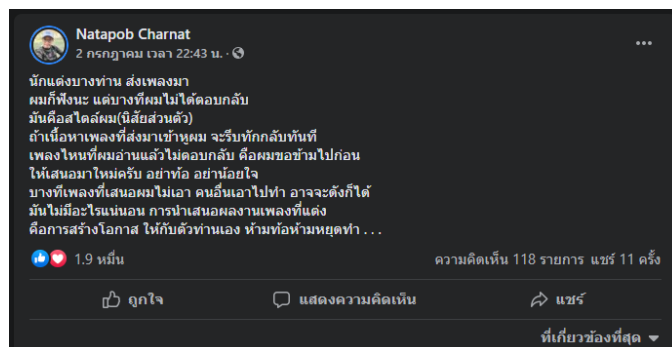 Natapob Charnat
2 กรกฎาคม เวลา 22:43 น. ·
นักแต่งบางท่าน ส่งเพลงมา
ผมก็ฟังนะ แต่บางทีผมไม่ได้ตอบกลับ
มันคือสไตล์ผม(นิสัยส่วนตัว)
ถ้าเนื้อหาเพลงที่ส่งมาเข้าหูผม จะรีบทักกลับทันที
เพลงไหนที่ผมอ่านแล้วไม่ตอบกลับ คือผมขอข้ามไปก่อน
ให้เสนอมาใหม่ครับ อย่าท้อ อย่าน้อยใจ
บางทีเพลงที่เสนอผมไม่เอา คนอื่นเอาไปทำ อาจจะดังก็ได้
มันไม่มีอะไรแน่นอน การนำเสนอผลงานเพลงที่แต่ง
คือการสร้างโอกาส ให้กับตัวท่านเอง ห้ามท้อห้ามหยุดทำ . . .
1.9 หมื่น ความคิดเห็น 118 รายการ แชร์ 11 ครั้ง
ถูกใจ แสดงความคิดเห็น แชร์
ที่เกี่ยวข้องที่สุด